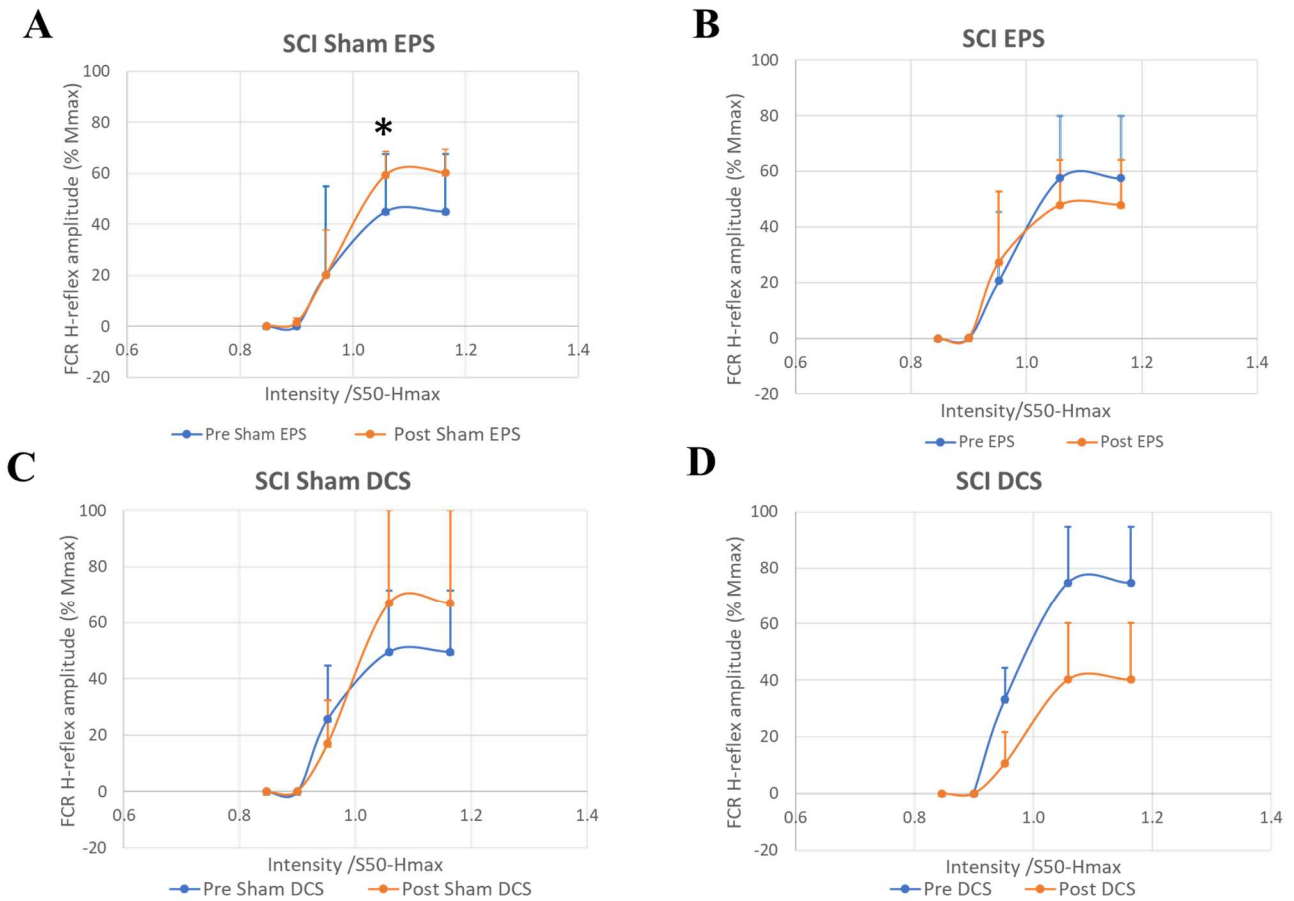 A
SCI Sham EPS
FCR H-reflex amplitude (% Mmax)
100
80
60
40
20
0
-20
*
0.6
0.8
1.0
1.2
1.4
Intensity /S50-Hmax
Pre Sham EPS
Post Sham EPS
B
SCI EPS
FCR H-reflex amplitude (% Mmax)
100
80
60
40
20
0
-20
0.6
0.8
1.0
1.2
1.4
Intensity/S50-Hmax
Pre EPS
Post EPS
C
SCI Sham DCS
FCR H-reflex amplitude (% Mmax)
100
80
60
40
20
0
-20
0.6
0.8
1.0
1.2
1.4
Intensity /S50-Hmax
Pre Sham DCS
Post Sham DCS
D
SCI DCS
FCR H-reflex amplitude (% Mmax)
100
80
60
40
20
0
-20
0.6
0.8
1.0
1.2
1.4
Intensity /S50-Hmax
Pre DCS
Post DCS